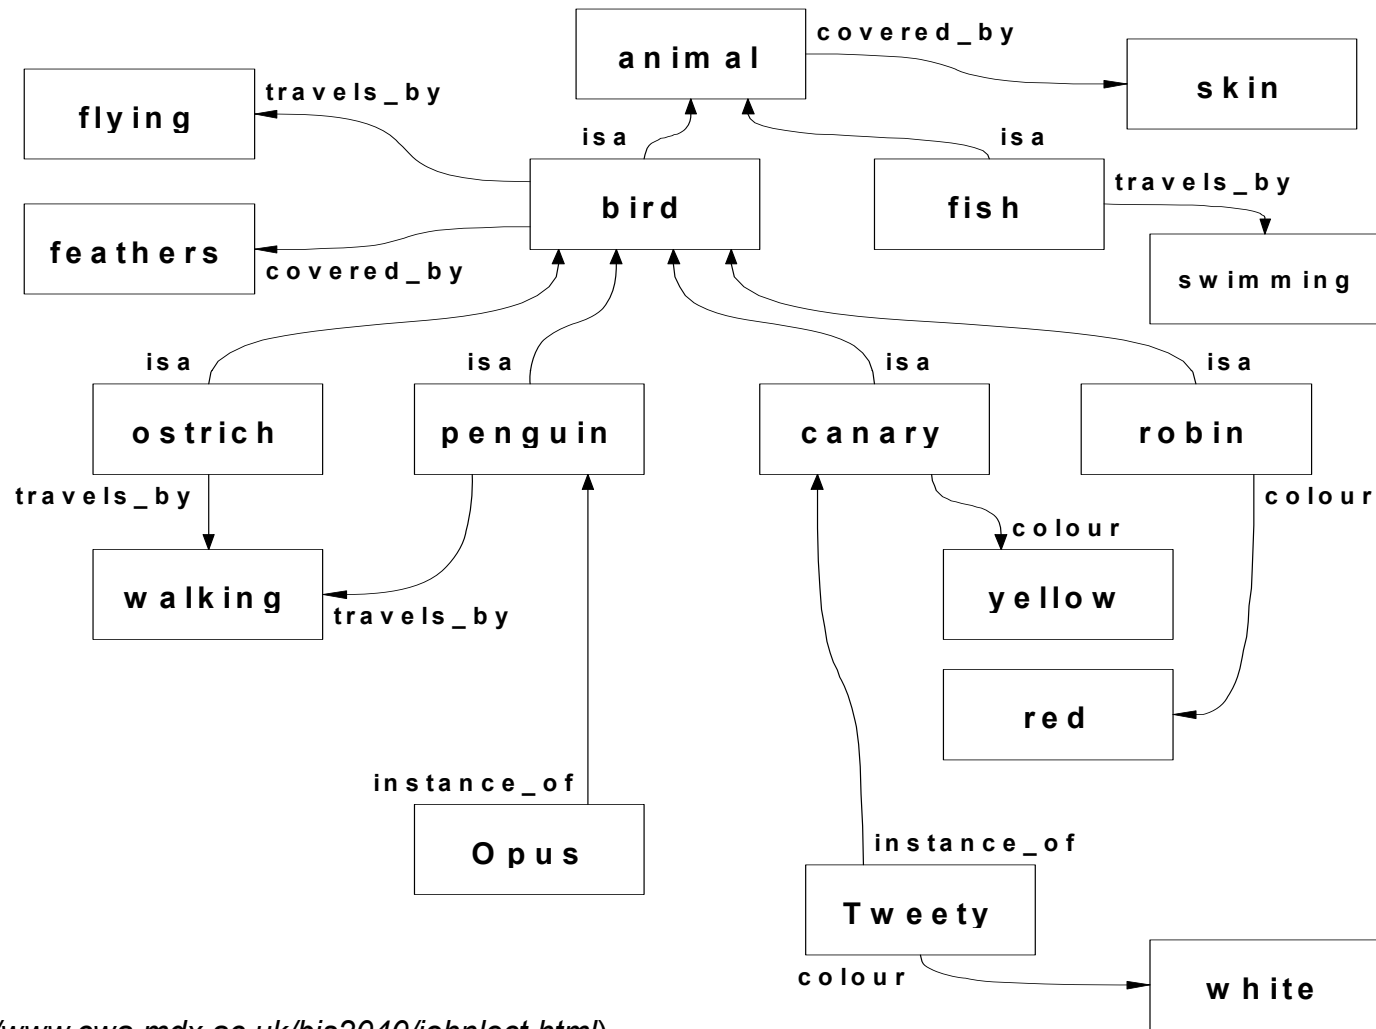 animal
covered_by
skin
flying
travels_by
isa
isa
bird
fish
travels_by
feathers
covered_by
swimming
isa
isa
isa
isa
ostrich
penguin
canary
robin
travels_by
colour
colour
walking
travels_by
yellow
red
instance_of
Opus
instance_of
Tweety
colour
white